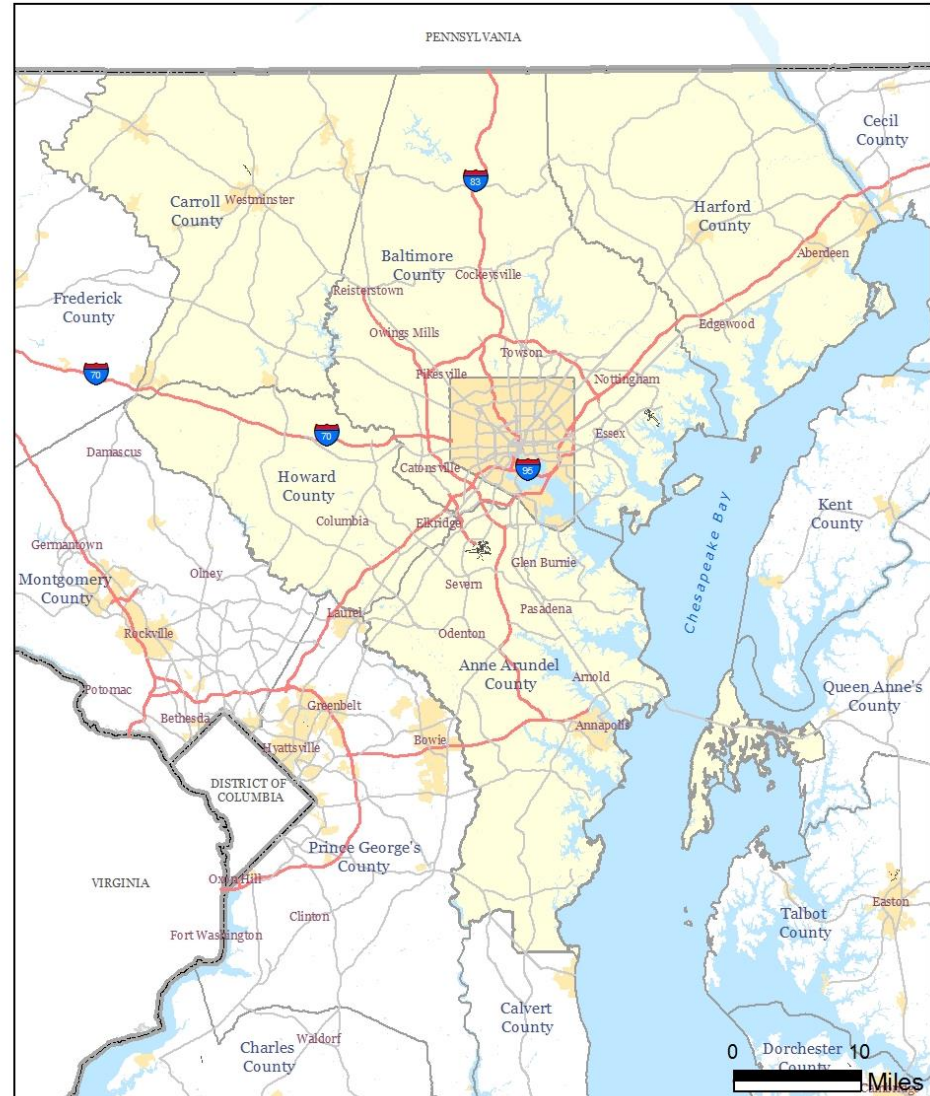 PENNSYLVANIA
Cecil
County
83
Carroll
County
Westminster
Harford
County
Baltimore
County
Cockeysville
Aberdeen
Reisterstown
Frederick
County
Owings Mills
Edgewood
Towson
70
Pikesville
Nottingham
70
Essex
Damascus
Catonsville
95
Howard
County
Columbia
Elkridge
Kent
County
Chesapeake Bay
Germantown
Olney
Glen Burnie
Montgomery
County
Severn
Pasadena
Laurel
Rockville
Odenton
Anne Arundel
County
Arnold
Potomac
Queen Anne's
County
Greenbelt
Bethesda
Annapolis
Hyattsville
Bowie
DISTRICT OF
COLUMBIA
Prince George's
County
VIRGINIA
Oxon Hill
Clinton
Easton
Talbot
County
Fort Washington
Calvert
County
Waldorf
Charles
County
0 10
Dorchester
County
Miles
Cambridge